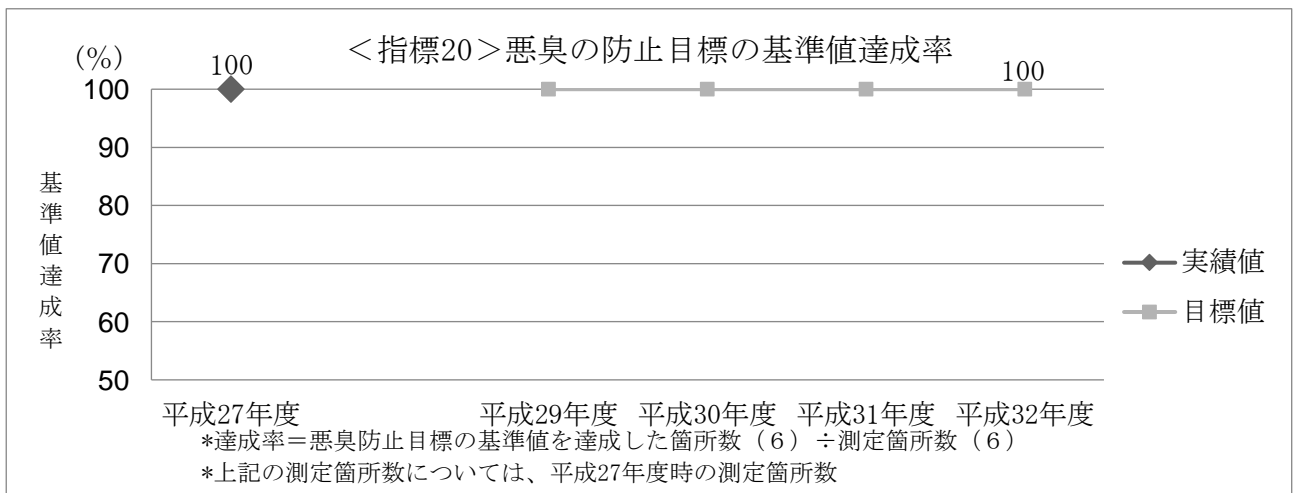 (%)
＜指標20＞悪臭の防止目標の基準値達成率
100
100
100
90
80
70
60
50
基準値達成率
実績値
目標値
平成27年度 平成29年度 平成30年度 平成31年度 平成32年度
*達成率＝悪臭防止目標の基準値を達成した箇所数（６）÷測定箇所数（６）
*上記の測定箇所数については、平成27年度時の測定箇所数